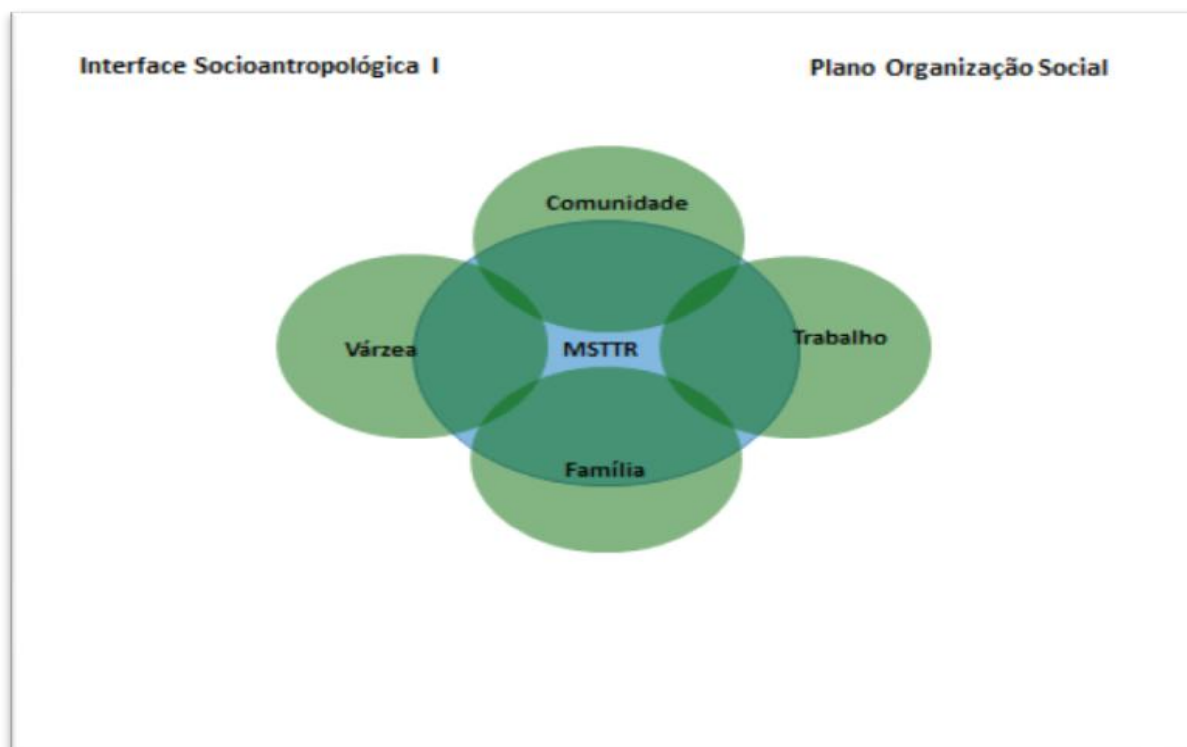 Interface Socioantropológica I
Plano Organização Social
Comunidade
Várzea
MSTTR
Trabalho
Família